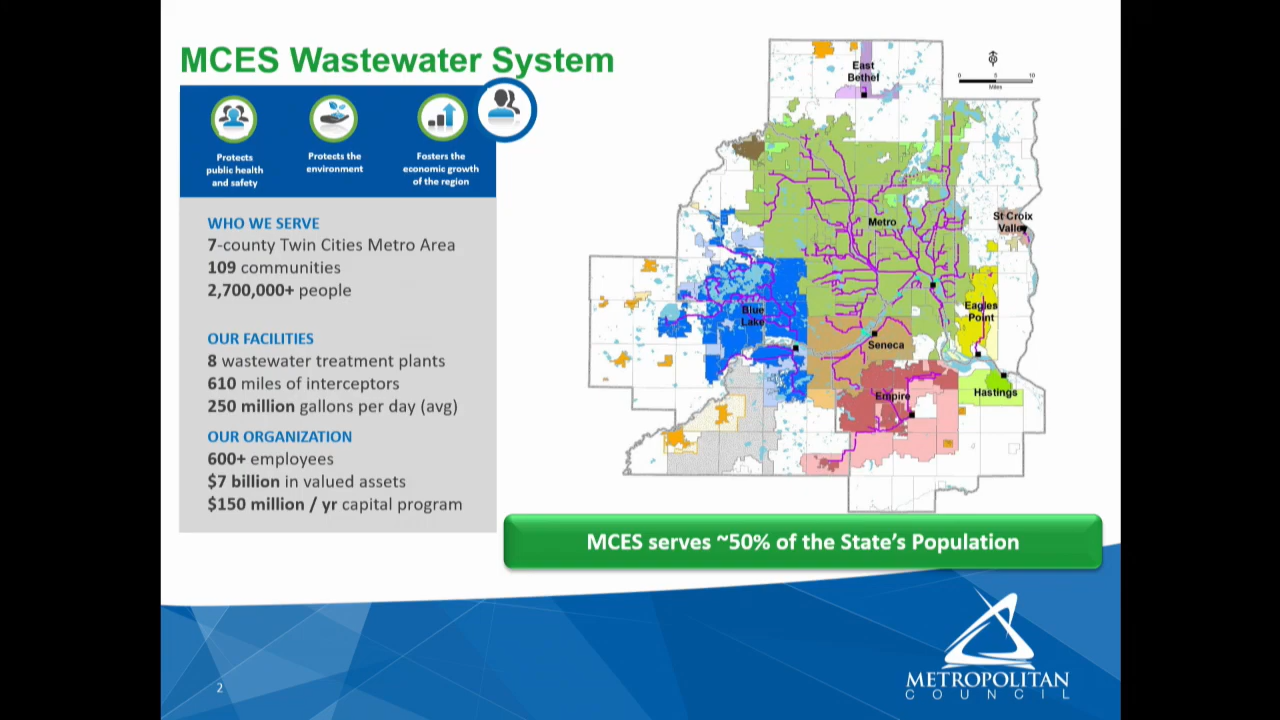 MCES Wastewater System
Protects
public health
and safety
Protects the
environment
Fosters the
economic growth
of the region
WHO WE SERVE
7-county Twin Cities Metro Area
109 communities
2,700,000+ people
OUR FACILITIES
8 wastewater treatment plants
610 miles of interceptors
250 million gallons per day (avg)
OUR ORGANIZATION
600+ employees
$7 billion in valued assets
$150 million / yr capital program
East
Bethel
0 5 10
Miles
Metro
St Croix
Valley
Blue
Lake
Eagles
Point
Seneca
Empire
Hastings
MCES serves ~50% of the State's Population
2
METROPOLITAN
COUNCIL